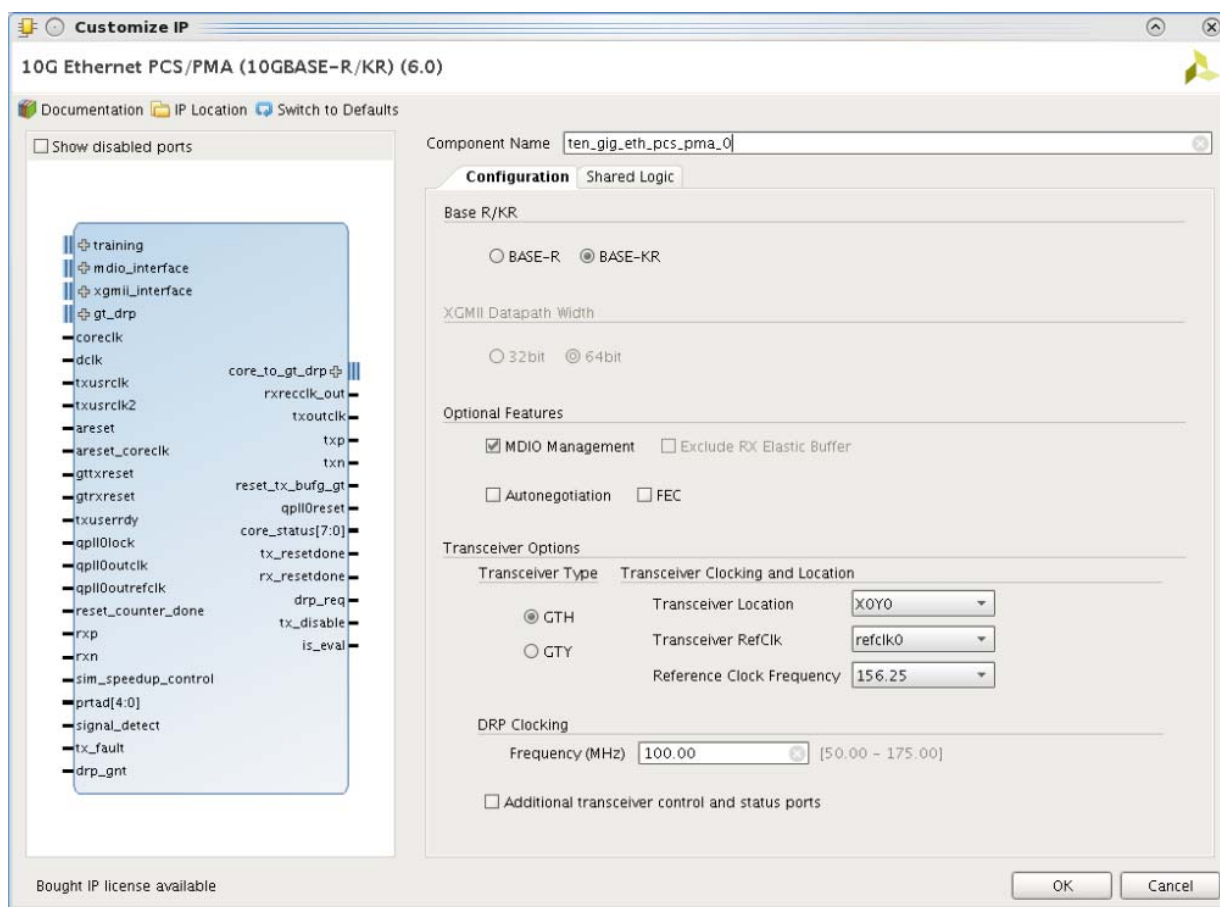 Customize IP
10G Ethernet PCS/PMA (10GBASE-R/KR) (6.0)
Documentation IP Location Switch to Defaults
Show disabled ports
training
mdio_interface
xgmii_interface
gt_drp
coreclk
dclk
txusrclk
txusrclk2
areset
areset_coreclk
gttxreset
gtrxreset
txuserrdy
qpll0lock
qpll0outclk
qpll0outrefclk
reset_counter_done
rxp
rxn
sim_speedup_control
prtad[4:0]
signal_detect
tx_fault
drp_gnt
core_to_gt_drp
rxrecclk_out
txoutclk
txp
txn
reset_tx_bufg_gt
qpll0reset
core_status[7:0]
tx_resetdone
rx_resetdone
drp_req
tx_disable
is_eval
Component Name ten_gig_eth_pcs_pma_0
Configuration Shared Logic
Base R/KR
BASE-R BASE-KR
XGMII Datapath Width
32bit 64bit
Optional Features
MDIO Management Exclude RX Elastic Buffer
Autonegotiation FEC
Transceiver Options
Transceiver Type Transceiver Clocking and Location
GTH
GTY
Transceiver Location X0Y0
Transceiver RefClk refclk0
Reference Clock Frequency 156.25
DRP Clocking
Frequency (MHz) 100.00 [50.00 - 175.00]
Additional transceiver control and status ports
Bought IP license available
OK Cancel